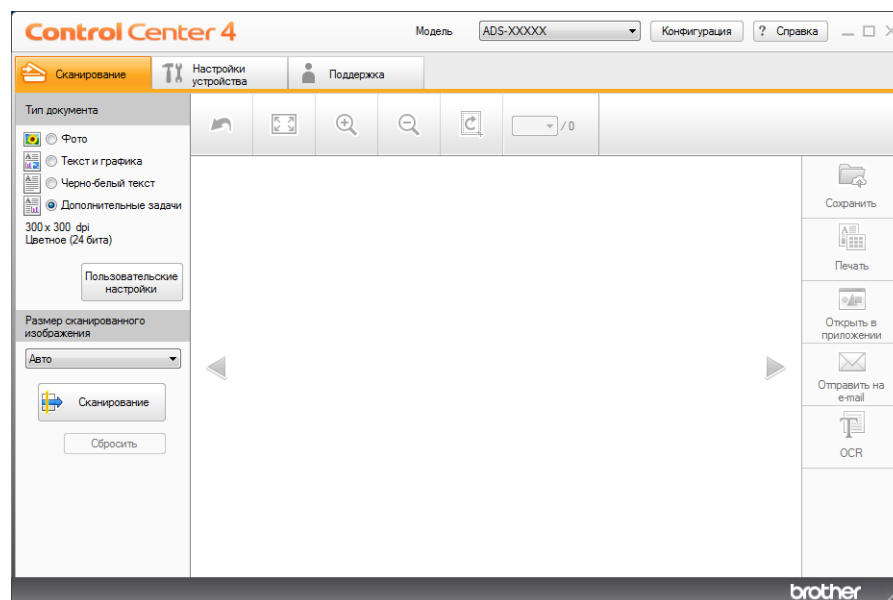 Control Center 4
Модель
ADS-XXXXX
Конфигурация
? Справка
Сканирование
Настройки
устройства
Поддержка
Тип документа
/ 0
Фото
Текст и графика
Черно-белый текст
Дополнительные задачи
300 x 300 dpi
Цветное (24 бита)
Пользовательские
настройки
Размер сканированного
изображения
Авто
Сканирование
Сбросить
Сохранить
Печать
Открыть в
приложении
Отправить на
e-mail
OCR
brother